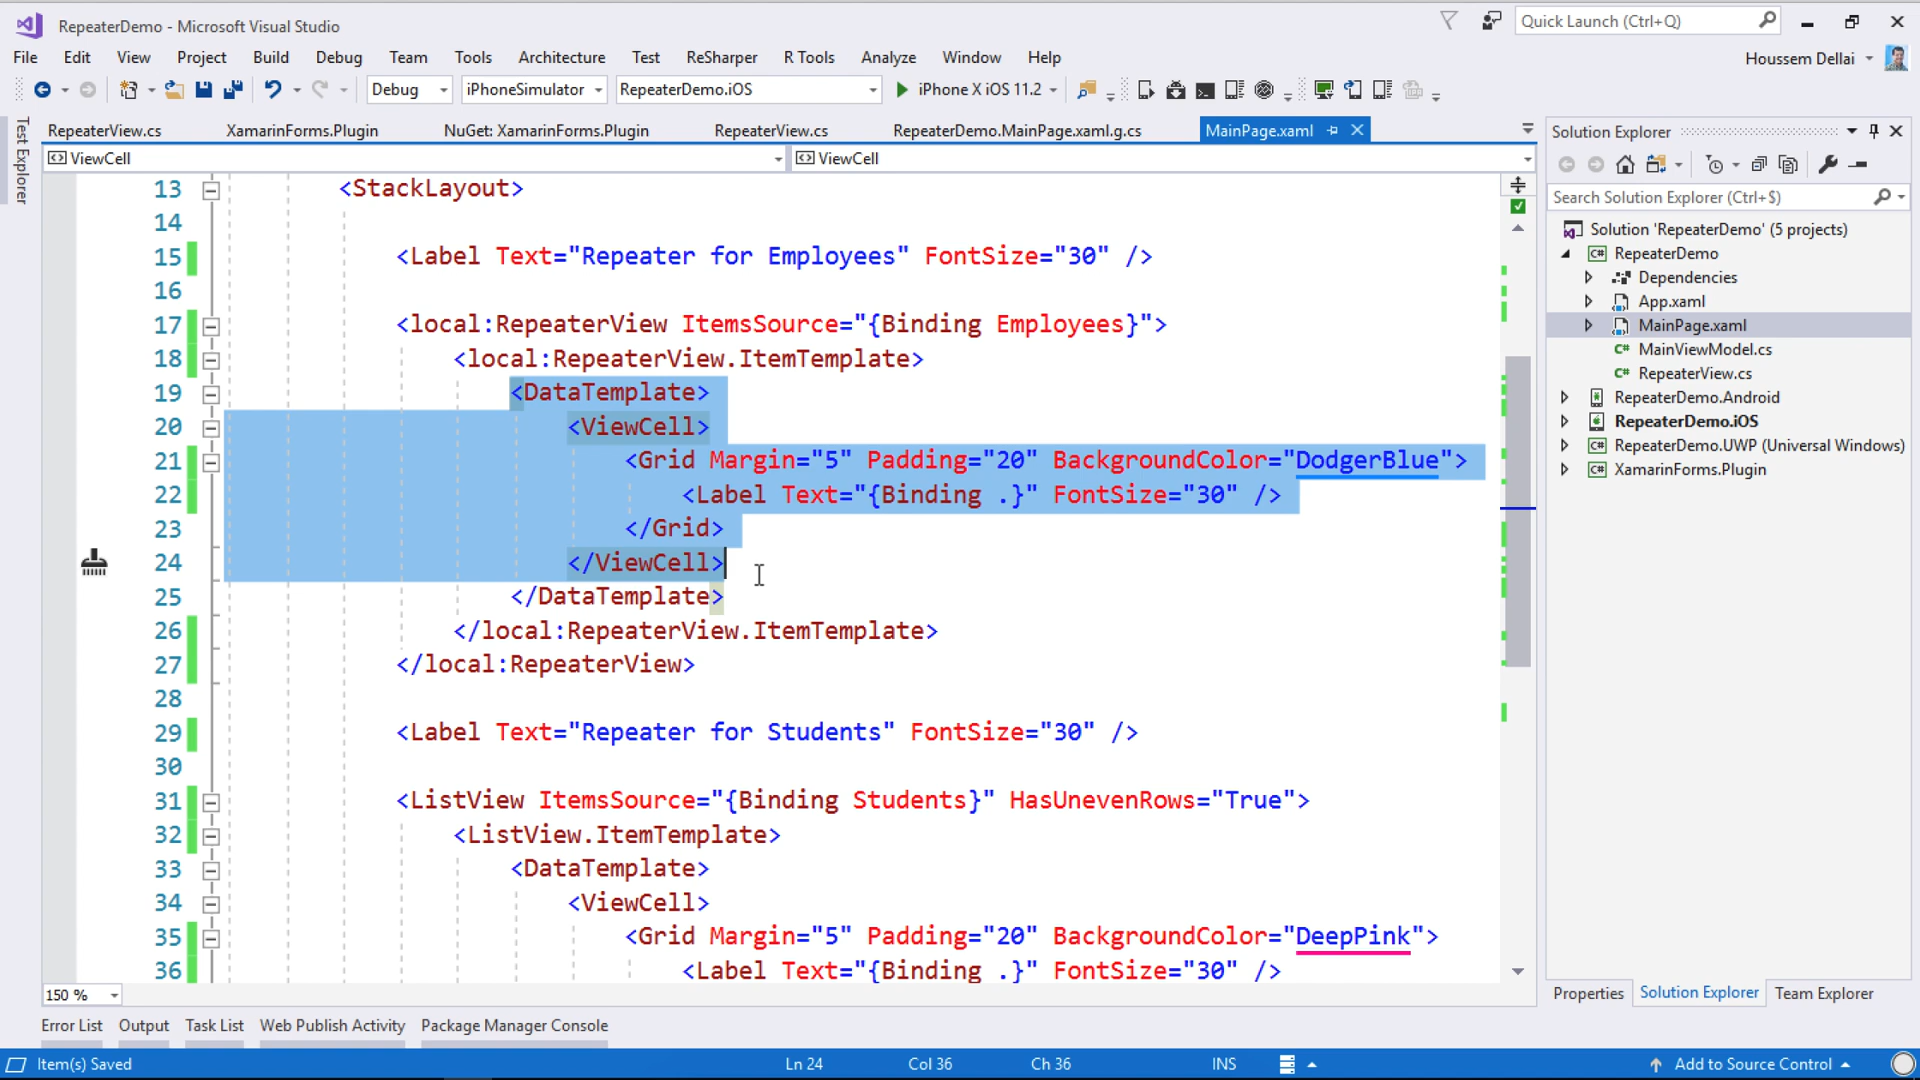 RepeaterDemo - Microsoft Visual Studio
Quick Launch (Ctrl+Q)
File Edit View Project Build Debug Team Tools Architecture Test ReSharper R Tools Analyze Window Help
Houssem Dellai
Debug iPhoneSimulator RepeaterDemo.iOS iPhone X iOS 11.2
Test Explorer
RepeaterView.cs XamarinForms.Plugin NuGet: XamarinForms.Plugin RepeaterView.cs RepeaterDemo.MainPage.xaml.g.cs MainPage.xaml
ViewCell ViewCell
13 <StackLayout>
14
15 <Label Text="Repeater for Employees" FontSize="30" />
16
17 <local:RepeaterView ItemsSource="{Binding Employees}">
18 <local:RepeaterView.ItemTemplate>
19 <DataTemplate>
20 <ViewCell>
21 <Grid Margin="5" Padding="20" BackgroundColor="DodgerBlue">
22 <Label Text="{Binding .}" FontSize="30" />
23 </Grid>
24 </ViewCell>
25 </DataTemplate>
26 </local:RepeaterView.ItemTemplate>
27 </local:RepeaterView>
28
29 <Label Text="Repeater for Students" FontSize="30" />
30
31 <ListView ItemsSource="{Binding Students}" HasUnevenRows="True">
32 <ListView.ItemTemplate>
33 <DataTemplate>
34 <ViewCell>
35 <Grid Margin="5" Padding="20" BackgroundColor="DeepPink">
36 <Label Text="{Binding .}" FontSize="30" />
150 %
Solution Explorer
Search Solution Explorer (Ctrl+$)
Solution 'RepeaterDemo' (5 projects)
C# RepeaterDemo
Dependencies
App.xaml
MainPage.xaml
C# MainViewModel.cs
C# RepeaterView.cs
RepeaterDemo.Android
RepeaterDemo.iOS
C# RepeaterDemo.UWP (Universal Windows)
C# XamarinForms.Plugin
Properties Solution Explorer Team Explorer
Error List Output Task List Web Publish Activity Package Manager Console
Item(s) Saved Ln 24 Col 36 Ch 36 INS Add to Source Control